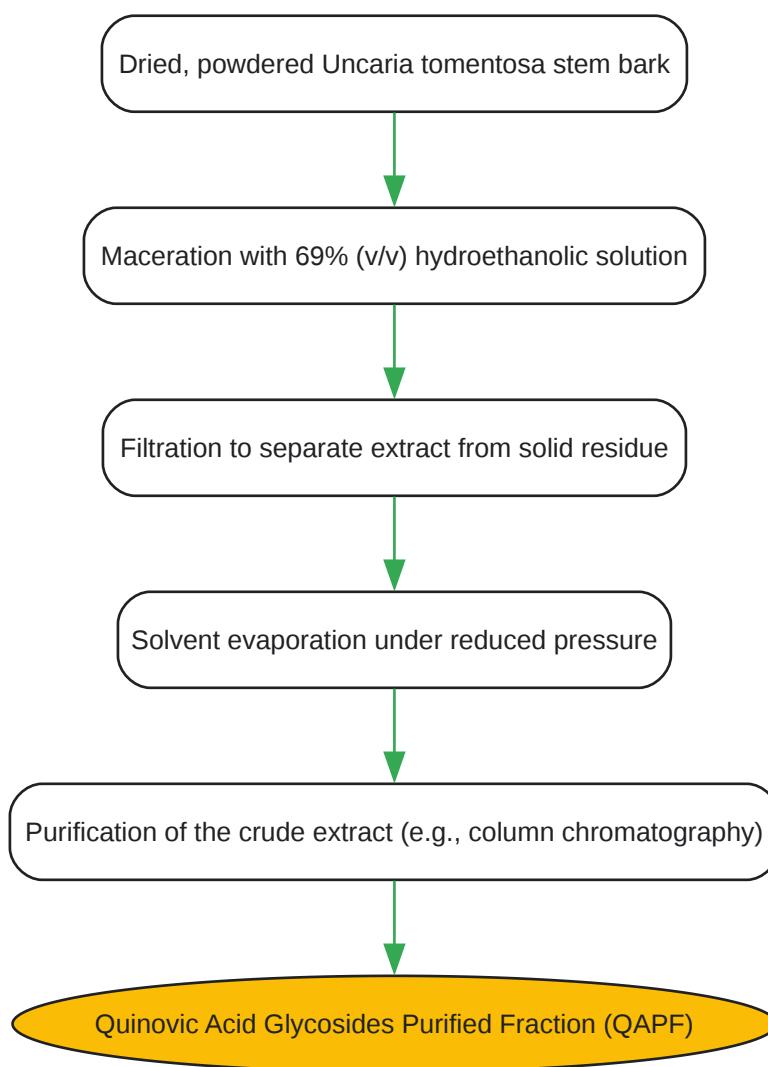 Dried, powdered Uncaria tomentosa stem bark
Maceration with 69% (v/v) hydroethanolic solution
Filtration to separate extract from solid residue
Solvent evaporation under reduced pressure
Purification of the crude extract (e.g., column chromatography)
Quinovic Acid Glycosides Purified Fraction (QAPF)